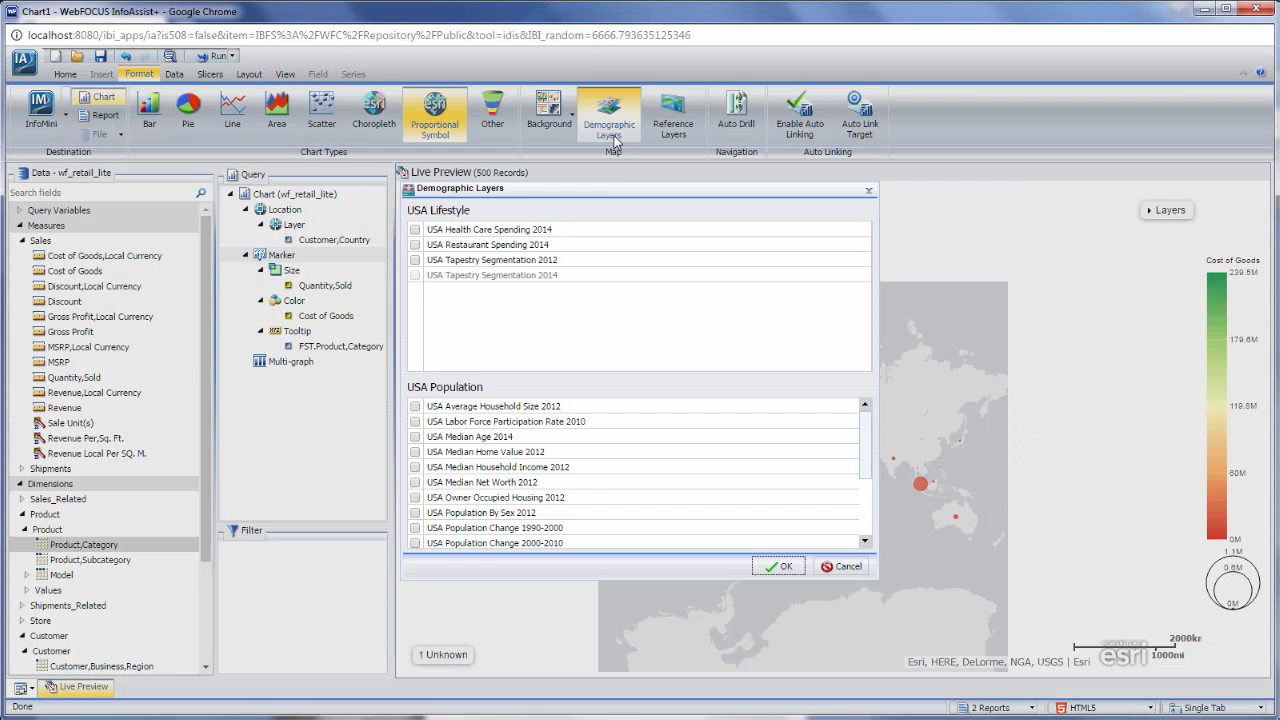 Chart1 - WebFOCUS InfoAssist+ - Google Chrome
localhost:8080/ibi_apps/ia?is508=false&item=IBFS%3A%2FWFC%2FRepository%2FPublic&tool=idis&IBI_random=6666.793635125346
Run
IA
Home Insert Format Data Slicers Layout View Field Series
InfoMini Chart Report File
Bar Pie Line Area Scatter Choropleth Proportional Symbol Other
Background Demographic Layers Reference Layers
Auto Drill Enable Auto Linking Auto Link Target
Destination Chart Types Map Navigation Auto Linking
Data - wf_retail_lite
Search fields
Query Variables
Measures
Sales
Cost of Goods,Local Currency
Cost of Goods
Discount,Local Currency
Discount
Gross Profit,Local Currency
Gross Profit
MSRP,Local Currency
MSRP
Quantity,Sold
Revenue,Local Currency
Revenue
Sale Unit(s)
Revenue Per,Sq. Ft.
Revenue Local Per SQ. M.
Shipments
Dimensions
Sales_Related
Product
Product
Product,Category
Product,Subcategory
Model
Values
Shipments_Related
Store
Customer
Customer
Customer,Business,Region
Query
Chart (wf_retail_lite)
Location
Layer
Customer,Country
Marker
Size
Quantity,Sold
Color
Cost of Goods
Tooltip
FST.Product,Category
Multi-graph
Filter
Live Preview (500 Records)
Demographic Layers
USA Lifestyle
USA Health Care Spending 2014
USA Restaurant Spending 2014
USA Tapestry Segmentation 2012
USA Tapestry Segmentation 2014
USA Population
USA Average Household Size 2012
USA Labor Force Participation Rate 2010
USA Median Age 2014
USA Median Home Value 2012
USA Median Household Income 2012
USA Median Net Worth 2012
USA Owner Occupied Housing 2012
USA Population By Sex 2012
USA Population Change 1990-2000
USA Population Change 2000-2010
OK Cancel
Layers
Cost of Goods
239.5M
179.6M
119.8M
60M
0M
1.1M
0.6M
0M
1 Unknown
2000km
1000mi
POWERED BY
esri
Esri, HERE, DeLorme, NGA, USGS | Esri
Live Preview
Done
2 Reports
HTML5
Single Tab